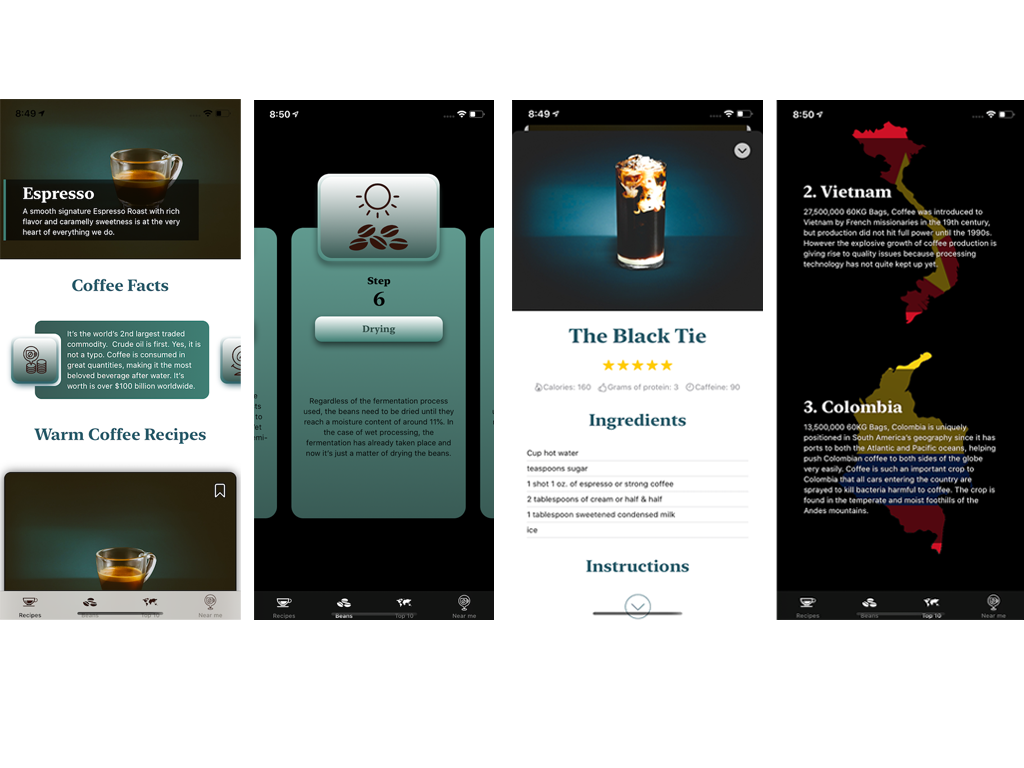 8:49
Espresso
A smooth signature Espresso Roast with rich
flavor and caramelly sweetness is at the very
heart of everything we do.
Coffee Facts
It's the world's 2nd largest traded
commodity. Crude oil is first. Yes, it is
not a typo. Coffee is consumed in
great quantities, making it the most
beloved beverage after water. It's
worth is over $100 billion worldwide.
Warm Coffee Recipes
Recipes
Beans
Top 10
Near me
8:50
Step
6
Drying
Regardless of the fermentation process
used, the beans need to be dried until they
reach a moisture content of around 11%. In
the case of wet processing, the
fermentation has already taken place and
now it's just a matter of drying the beans.
Recipes
Beans
Top 10
Near me
8:49
The Black Tie
Calories: 160 Grams of protein: 3 Caffeine: 90
Ingredients
Cup hot water
teaspoons sugar
1 shot 1 oz. of espresso or strong coffee
2 tablespoons of cream or half & half
1 tablespoon sweetened condensed milk
ice
Instructions
8:50
2. Vietnam
27,500,000 60KG Bags, Coffee was introduced to
Vietnam by French missionaries in the 19th century,
but production did not hit full power until the 1990s.
However the explosive growth of coffee production is
giving rise to quality issues because processing
technology has not quite kept up yet.
3. Colombia
13,500,000 60KG Bags, Colombia is uniquely
positioned in South America's geography since it has
ports to both the Atlantic and Pacific oceans, helping
push Colombian coffee to both sides of the globe
very easily. Coffee is such an important crop to
Colombia that all cars entering the country are
sprayed to kill bacteria harmful to coffee. The crop is
found in the temperate and moist foothills of the
Andes mountains.
Recipes
Beans
Top 10
Near me